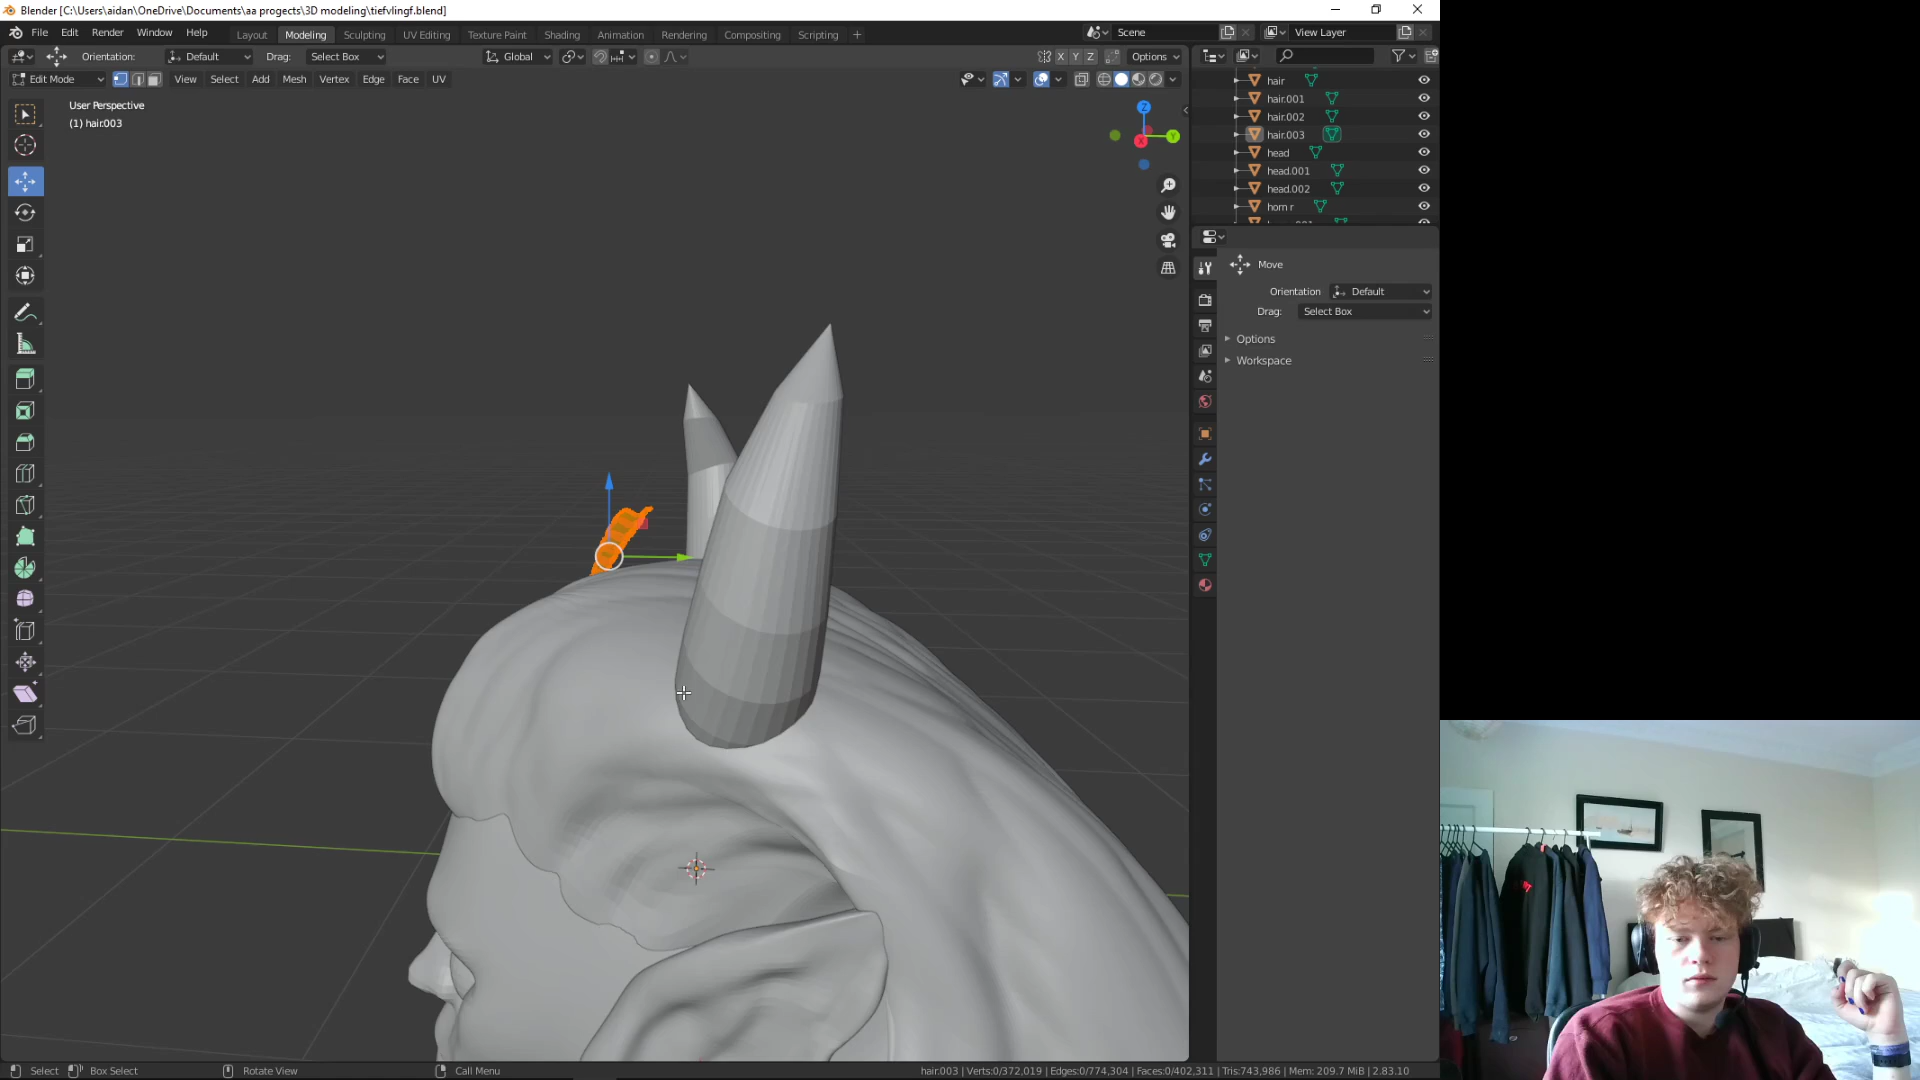 Blender [C:\Users\aidan\OneDrive\Documents\aa progects\3D modeling\tiefvlingf.blend]
File Edit Render Window Help Layout Modeling Sculpting UV Editing Texture Paint Shading Animation Rendering Compositing Scripting + Scene View Layer
Orientation: Default Drag: Select Box Global X Y Z Options
Edit Mode View Select Add Mesh Vertex Edge Face UV
User Perspective
(1) hair.003
Z
Y
X
hair
hair.001
hair.002
hair.003
head
head.001
head.002
horn r
Move
Orientation Default
Drag: Select Box
Options
Workspace
Select Box Select Rotate View Call Menu hair.003 | Verts:0/372,019 | Edges:0/774,304 | Faces:0/402,311 | Tris:743,986 | Mem: 209.7 MiB | 2.83.10